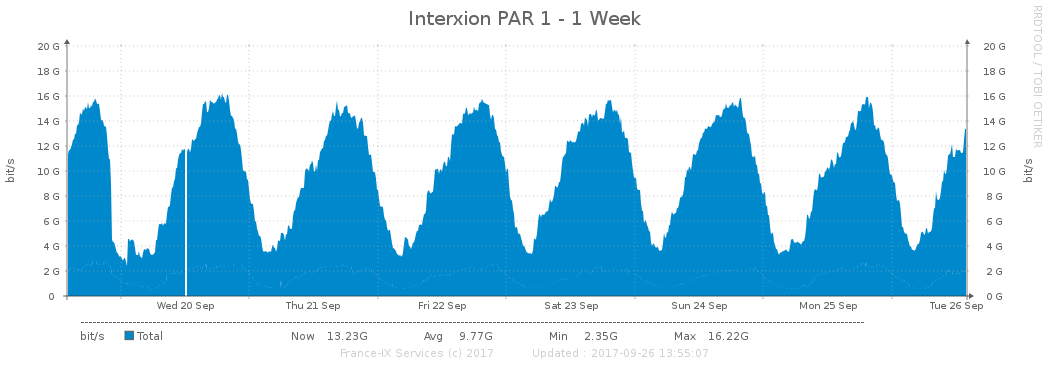 Interxion PAR 1 - 1 Week
RRDTOOL / TOBI OETIKER
bit/s
bit/s
20 G 20 G
18 G 18 G
16 G 16 G
14 G 14 G
12 G 12 G
10 G 10 G
8 G 8 G
6 G 6 G
4 G 4 G
2 G 2 G
0 0 G
Wed 20 Sep Thu 21 Sep Fri 22 Sep Sat 23 Sep Sun 24 Sep Mon 25 Sep Tue 26 Sep
bit/s Total Now 13.23G Avg 9.77G Min 2.35G Max 16.22G
France-IX Services (c) 2017 Updated : 2017-09-26 13:55:07